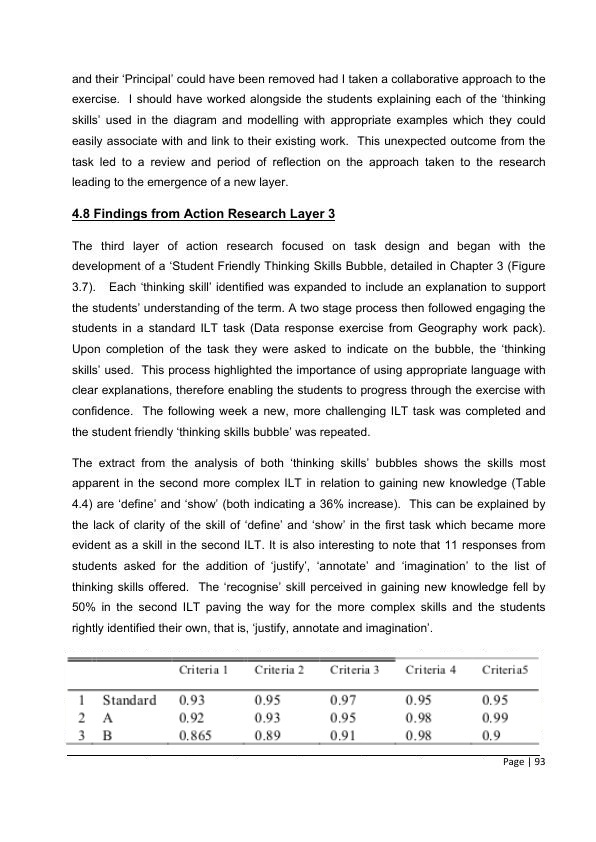 and their ‘Principal’ could have been removed had I taken a collaborative approach to the
exercise.  I should have worked alongside the students explaining each of the ‘thinking
skills’ used in the diagram and modelling with appropriate examples which they could
easily associate with and link to their existing work.  This unexpected outcome from the
task led to a review and period of reflection on the approach taken to the research
leading to the emergence of a new layer.
4.8 Findings from Action Research Layer 3
The third layer of action research focused on task design and began with the
development of a ‘Student Friendly Thinking Skills Bubble, detailed in Chapter 3 (Figure
3.7).   Each ‘thinking skill’ identified was expanded to include an explanation to support
the students’ understanding of the term. A two stage process then followed engaging the
students in a standard ILT task (Data response exercise from Geography work pack).
Upon completion of the task they were asked to indicate on the bubble, the ‘thinking
skills’ used.  This process highlighted the importance of using appropriate language with
clear explanations, therefore enabling the students to progress through the exercise with
confidence.  The following week a new, more challenging ILT task was completed and
the student friendly ‘thinking skills bubble’ was repeated.
The extract from the analysis of both ‘thinking skills’ bubbles shows the skills most
apparent in the second more complex ILT in relation to gaining new knowledge (Table
4.4) are ‘define’ and ‘show’ (both indicating a 36% increase).  This can be explained by
the lack of clarity of the skill of ‘define’ and ‘show’ in the first task which became more
evident as a skill in the second ILT. It is also interesting to note that 11 responses from
students asked for the addition of ‘justify’, ‘annotate’ and ‘imagination’ to the list of
thinking skills offered.  The ‘recognise’ skill perceived in gaining new knowledge fell by
50% in the second ILT paving the way for the more complex skills and the students
rightly identified their own, that is, ‘justify, annotate and imagination’.
Criteria 1 Criteria 2 Criteria 3 Criteria 4 Criteria5
1 Standard 0.93 0.95 0.97 0.95 0.95
2 A 0.92 0.93 0.95 0.98 0.99
3 B 0.865 0.89 0.91 0.98 0.9
Page | 93